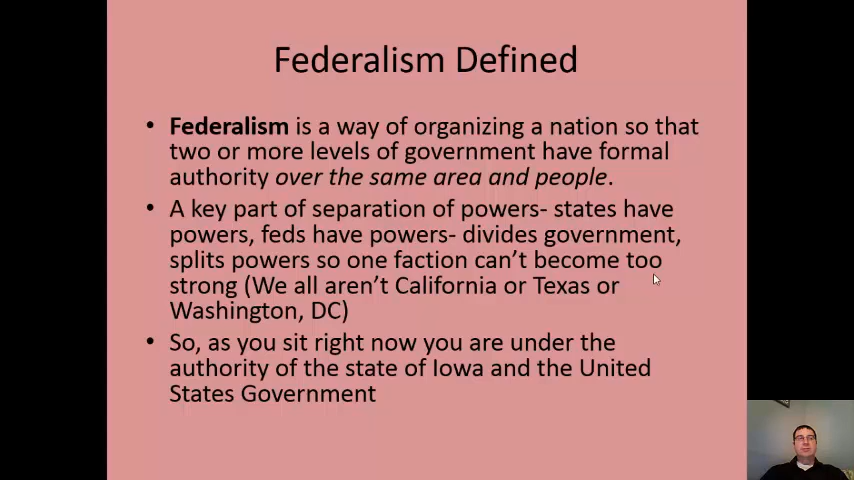 Federalism Defined
• Federalism is a way of organizing a nation so that
two or more levels of government have formal
authority over the same area and people.
• A key part of separation of powers- states have
powers, feds have powers- divides government,
splits powers so one faction can’t become too
strong (We all aren’t California or Texas or
Washington, DC)
• So, as you sit right now you are under the
authority of the state of Iowa and the United
States Government